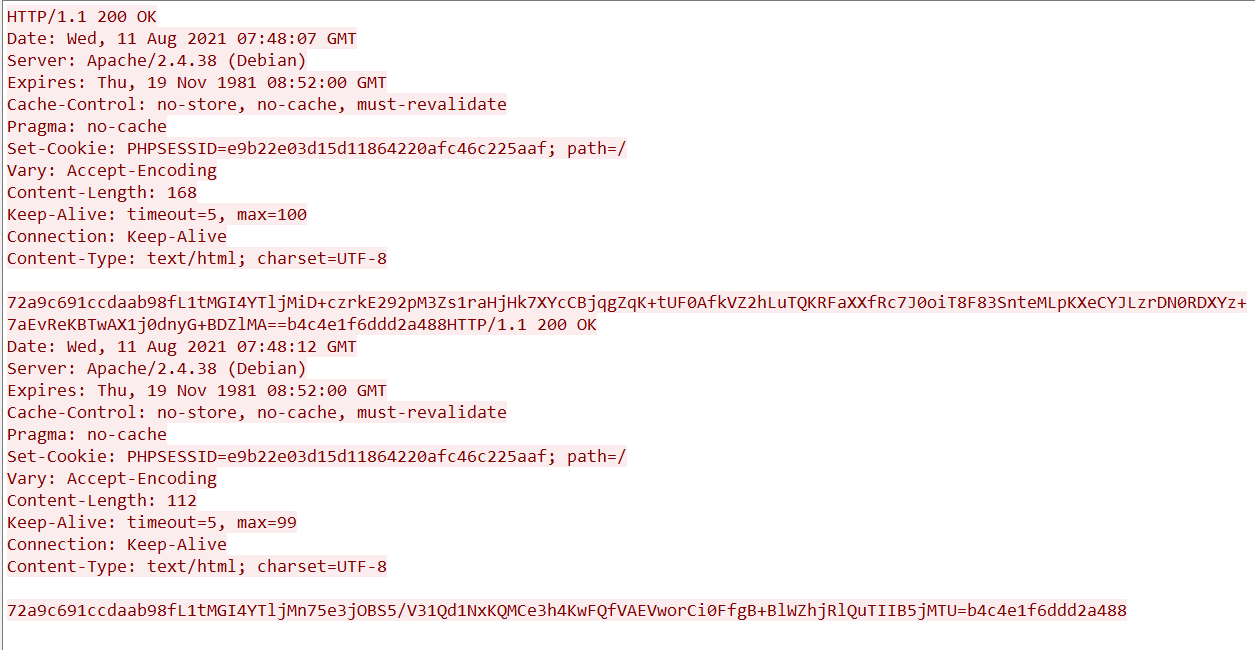 HTTP/1.1 200 OK
Date: Wed, 11 Aug 2021 07:48:07 GMT
Server: Apache/2.4.38 (Debian)
Expires: Thu, 19 Nov 1981 08:52:00 GMT
Cache-Control: no-store, no-cache, must-revalidate
Pragma: no-cache
Set-Cookie: PHPSESSID=e9b22e03d15d11864220afc46c225aaf; path=/
Vary: Accept-Encoding
Content-Length: 168
Keep-Alive: timeout=5, max=100
Connection: Keep-Alive
Content-Type: text/html; charset=UTF-8

72a9c691ccdaab98fL1tMGI4YTljMiD+czrkE292pM3Zs1raHjHk7XYcCBjqgZqK+tUF0AfkVZ2hLuTQKRFaXXfRc7J0oiT8F83SnteMLpKXeCYJLzrDN0RDXYz+
7aEvReKBTwAX1j0dnyG+BDZlMA==b4c4e1f6ddd2a488HTTP/1.1 200 OK
Date: Wed, 11 Aug 2021 07:48:12 GMT
Server: Apache/2.4.38 (Debian)
Expires: Thu, 19 Nov 1981 08:52:00 GMT
Cache-Control: no-store, no-cache, must-revalidate
Pragma: no-cache
Set-Cookie: PHPSESSID=e9b22e03d15d11864220afc46c225aaf; path=/
Vary: Accept-Encoding
Content-Length: 112
Keep-Alive: timeout=5, max=99
Connection: Keep-Alive
Content-Type: text/html; charset=UTF-8

72a9c691ccdaab98fL1tMGI4YTljMn75e3jOBS5/V31Qd1NxKQMCe3h4KwFQfVAEVworCi0FfgB+BlWZhjRlQuTIIB5jMTU=b4c4e1f6ddd2a488